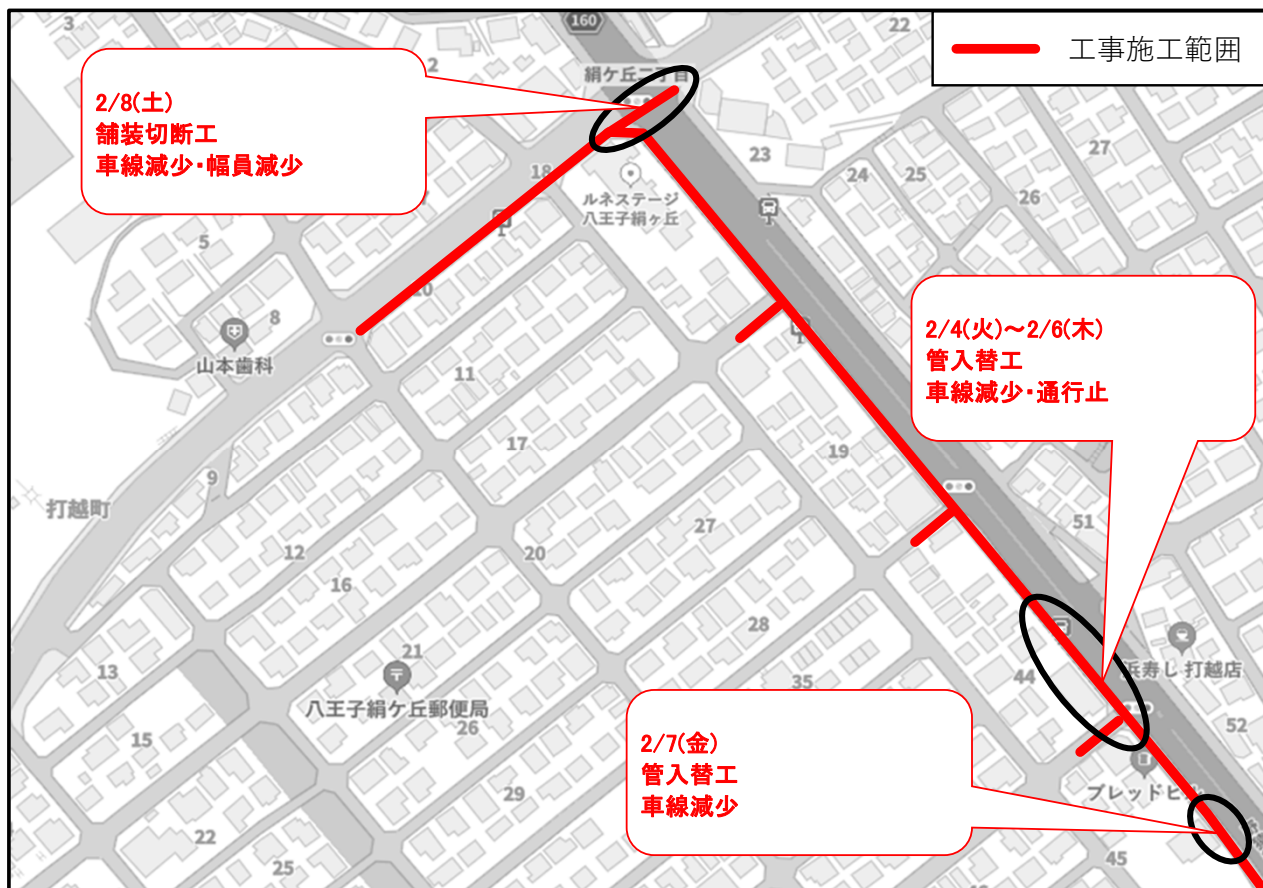 工事施工範囲
160
絹ケ丘二丁目
2/8(土)
舗装切断工
車線減少・幅員減少
3
2
22
23
27
24
25
26
18
ルネステージ
八王子絹ヶ丘
5
8
山本歯科
20
11
17
19
2/4(火)～2/6(木)
管入替工
車線減少・通行止
9
打越町
12
16
20
27
51
28
浜寿し 打越店
13
21
八王子絹ケ丘郵便局
26
35
44
52
15
2/7(金)
管入替工
車線減少
ブレッドヒル
29
22
25
45